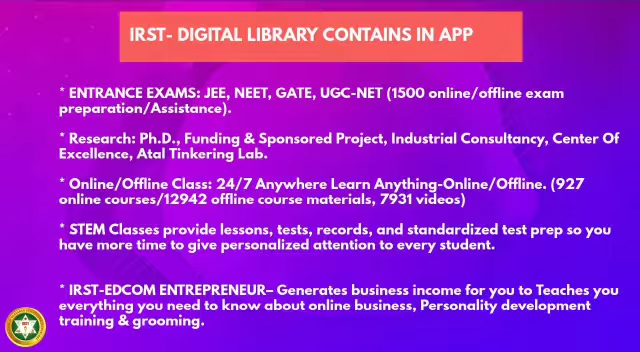 IRST- DIGITAL LIBRARY CONTAINS IN APP
* ENTRANCE EXAMS: JEE, NEET, GATE, UGC-NET (1500 online/offline exam
preparation/Assistance).
* Research: Ph.D., Funding & Sponsored Project, Industrial Consultancy, Center Of
Excellence, Atal Tinkering Lab.
* Online/Offline Class: 24/7 Anywhere Learn Anything-Online/Offline. (927
online courses/12942 offline course materials, 7931 videos)
* STEM Classes provide lessons, tests, records, and standardized test prep so you
have more time to give personalized attention to every student.
* IRST-EDCOM ENTREPRENEUR– Generates business income for you to Teaches you
everything you need to know about online business, Personality development
training & grooming.